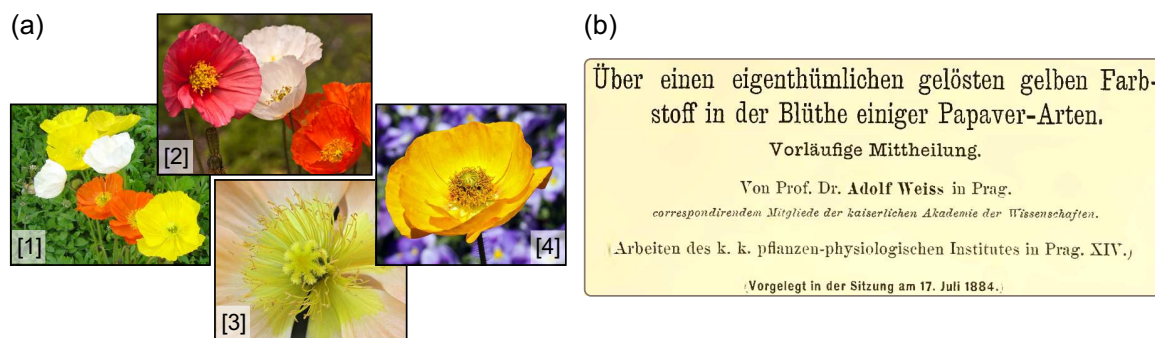 (a)
[1]
[2]
[3]
[4]
(b)
Über einen eigenthümlichen gelösten gelben Farb-
stoff in der Blüthe einiger Papaver-Arten.
Vorläufige Mittheilung.
Von Prof. Dr. Adolf Weiss in Prag.
correspondirendem Mitgliede der kaiserlichen Akademie der Wissenschaften.
(Arbeiten des k. k. pflanzen-physiologischen Institutes in Prag. XIV.)
(Vorgelegt in der Sitzung am 17. Juli 1884.)